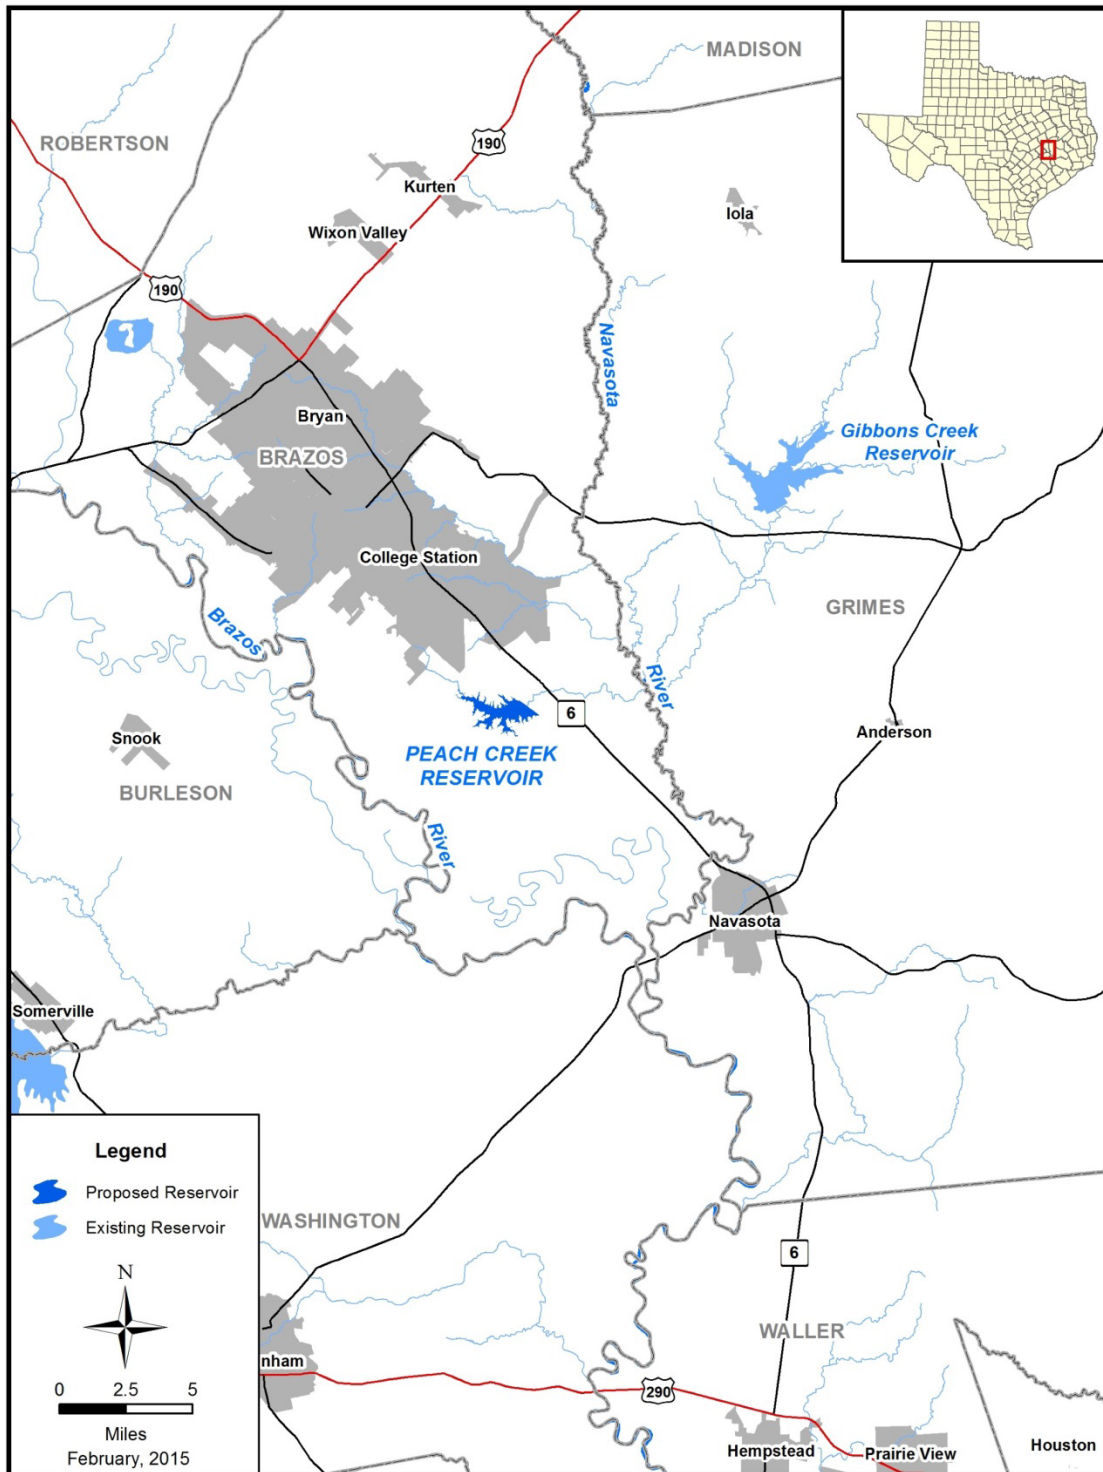 MADISON
ROBERTSON
190
Kurten
Iola
Wixon Valley
190
Navasota
Bryan
Gibbons Creek
Reservoir
BRAZOS
College Station
GRIMES
Brazos
River
6
Anderson
Snook
PEACH CREEK
RESERVOIR
BURLESON
River
Navasota
Somerville
Legend
Proposed Reservoir
Existing Reservoir
WASHINGTON
N
6
WALLER
nham
0 2.5 5
290
Miles
February, 2015
Hempstead
Prairie View
Houston